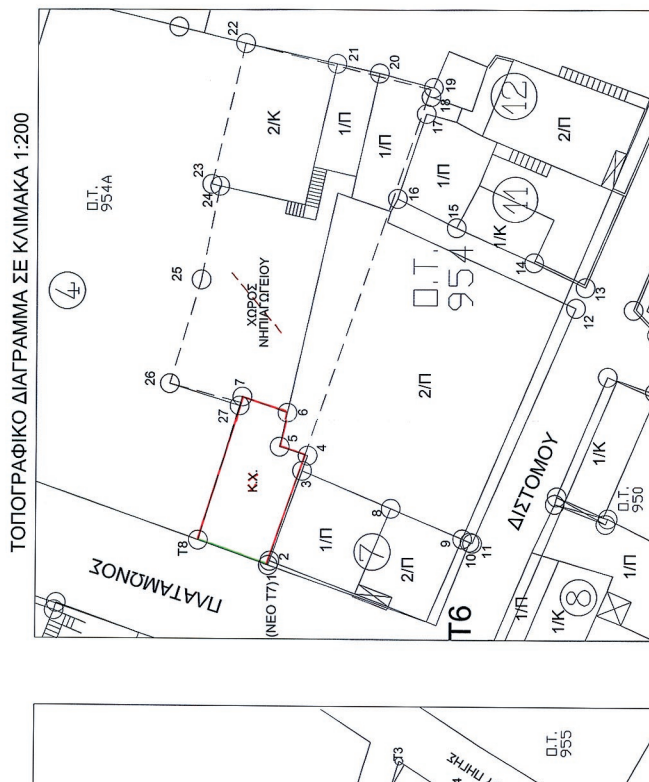 ΤΟΠΟΓΡΑΦΙΚΟ ΔΙΑΓΡΑΜΜΑ ΣΕ ΚΛΙΜΑΚΑ 1:200
22
21
20
2/Κ
1/Π
1/Π
19
18
17
12
2/Π
Ο.Τ.
954Α
23
24
16
1/Π
15
11
1/Κ
14
4
25
ΧΩΡΟΣ
ΝΗΠΙΑΓΩΓΕΙΟΥ
Ο.Τ.
954
13
12
26
7
27
6
5
4
3
2/Π
Κ.Χ.
Τ8
ΠΛΑΤΑΜΩΝΟΣ
2
1
(ΝΕΟ Τ7)
1/Π
8
7
2/Π
9
10
11
ΔΙΣΤΟΜΟΥ
1/Κ
Ο.Τ.
950
Τ6
1/Π
1/Κ
8
1/Π
Τ3
ΠΗΓΗΣ
Ο.Τ.
955